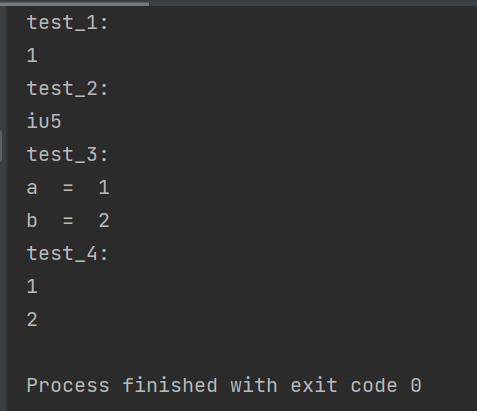 test_1:
1
test_2:
iu5
test_3:
a  =  1
b  =  2
test_4:
1
2
Process finished with exit code 0